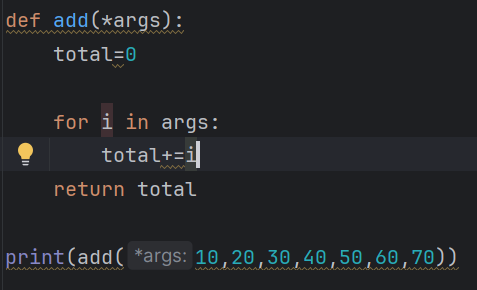 def add(*args):
    total=0
    for i in args:
        total+=i
    return total
print(add( *args: 10,20,30,40,50,60,70))